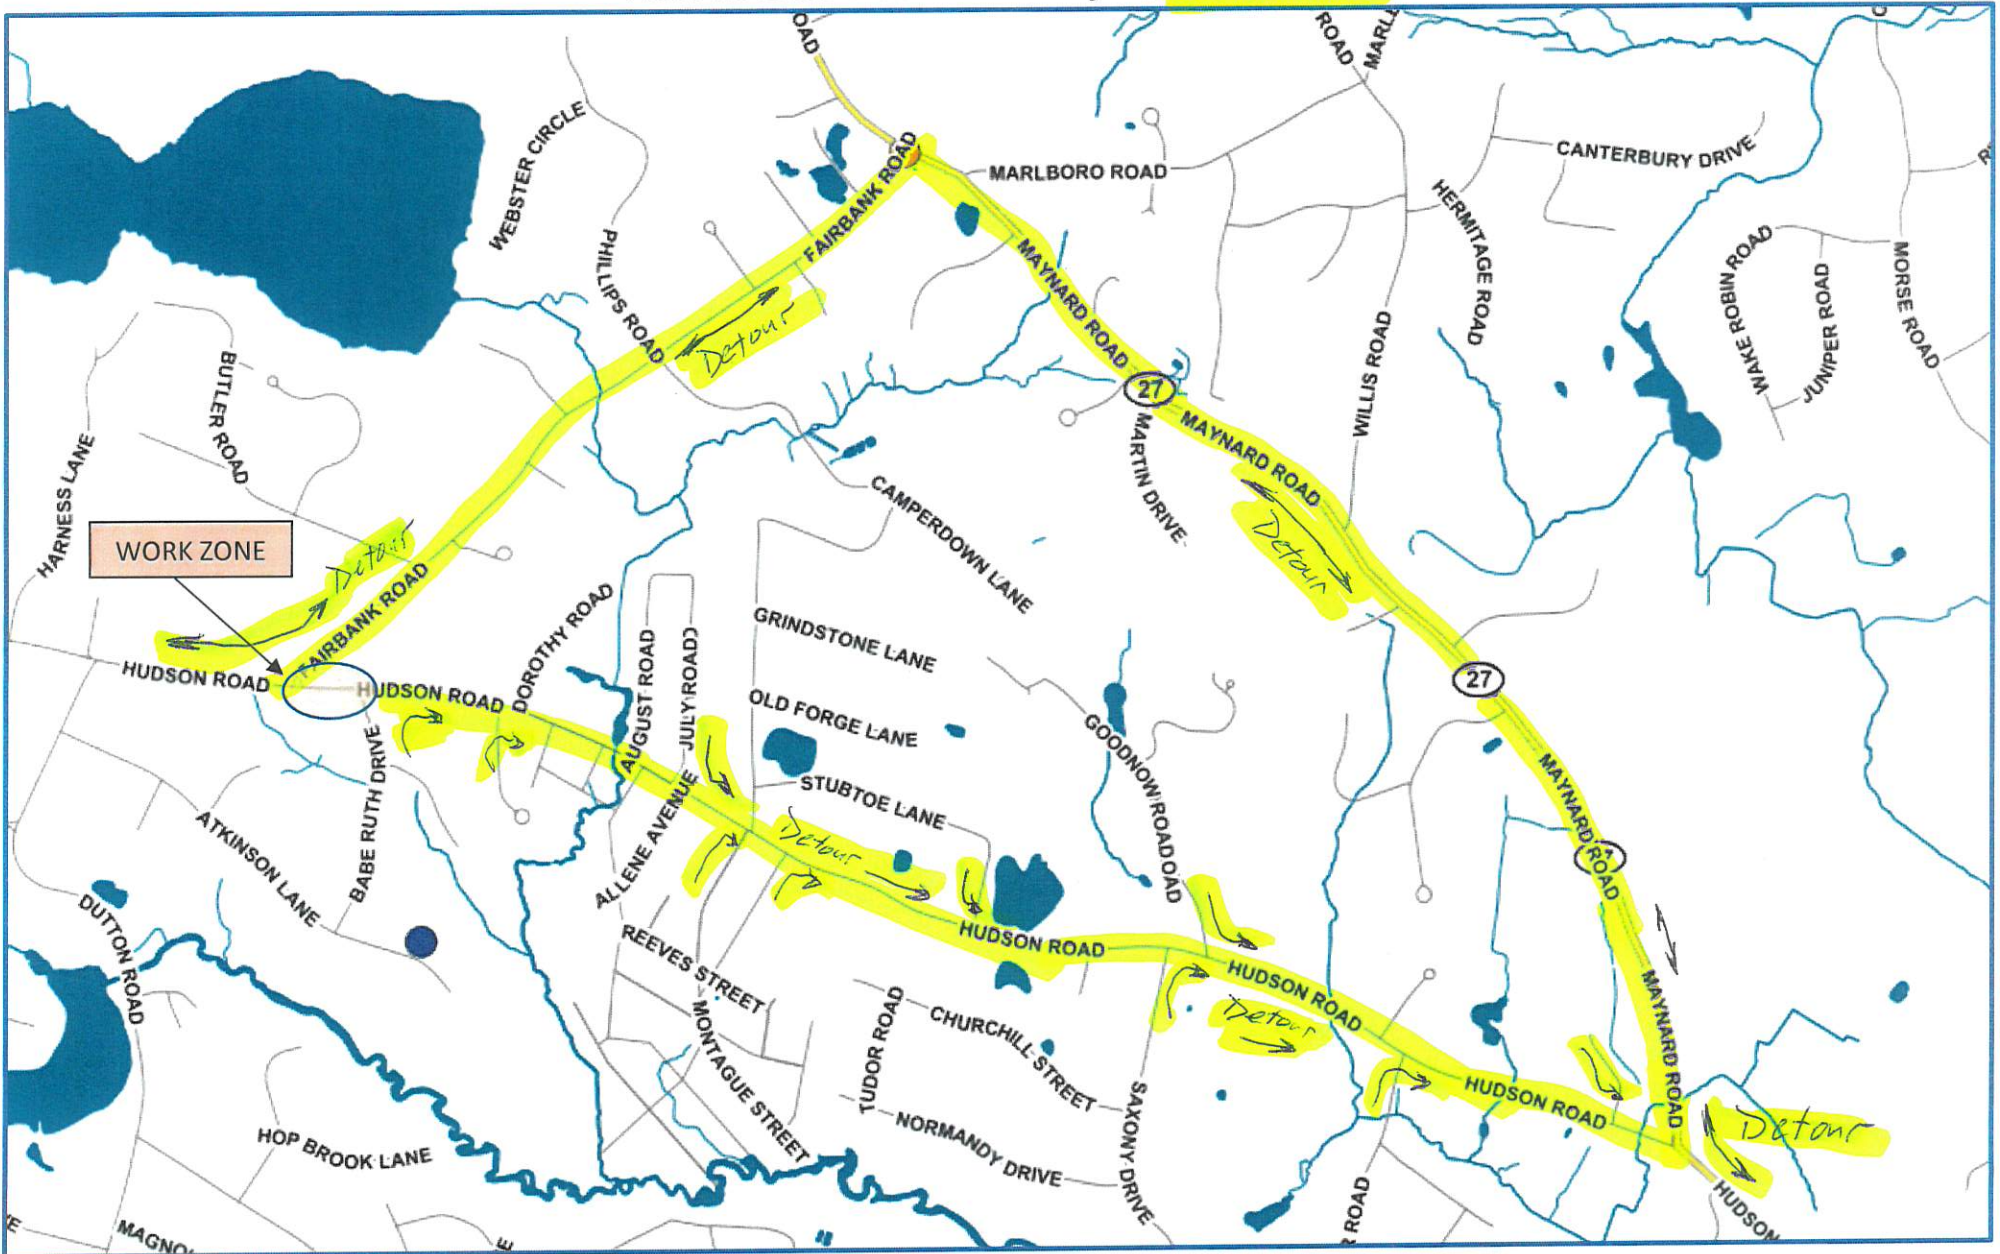 OAD
ROAD
MARL
WEBSTER CIRCLE
FAIRBANK ROAD
MARLBORO ROAD
CANTERBURY DRIVE
HERMITAGE ROAD
PHILLIPS ROAD
MAYNARD ROAD
WAKE ROBIN ROAD
JUNIPER ROAD
MORSE ROAD
Detour
BUTLER ROAD
27
WILLIS ROAD
MAYNARD ROAD
MARTIN DRIVE
HARNESS LANE
CAMPERDOWN LANE
Detour
WORK ZONE
Detour
FAIRBANK ROAD
DOROTHY ROAD
AUGUST ROAD
JULY ROAD
GRINDSTONE LANE
HUDSON ROAD
HUDSON ROAD
27
OLD FORGE LANE
GOODNOW ROAD
OAD
STUBTOE LANE
MAYNARD ROAD
ROAD
BABE RUTH DRIVE
ATKINSON LANE
ALLENE AVENUE
Detour
DUTTON ROAD
REEVES STREET
HUDSON ROAD
HUDSON ROAD
MAYNARD ROAD
MONTAGUE STREET
TUDOR ROAD
CHURCHILL STREET
Detour
SAXONY DRIVE
HUDSON ROAD
Detour
NORMANDY DRIVE
HOP BROOK LANE
R ROAD
HUDSON
MAGNO
E
E